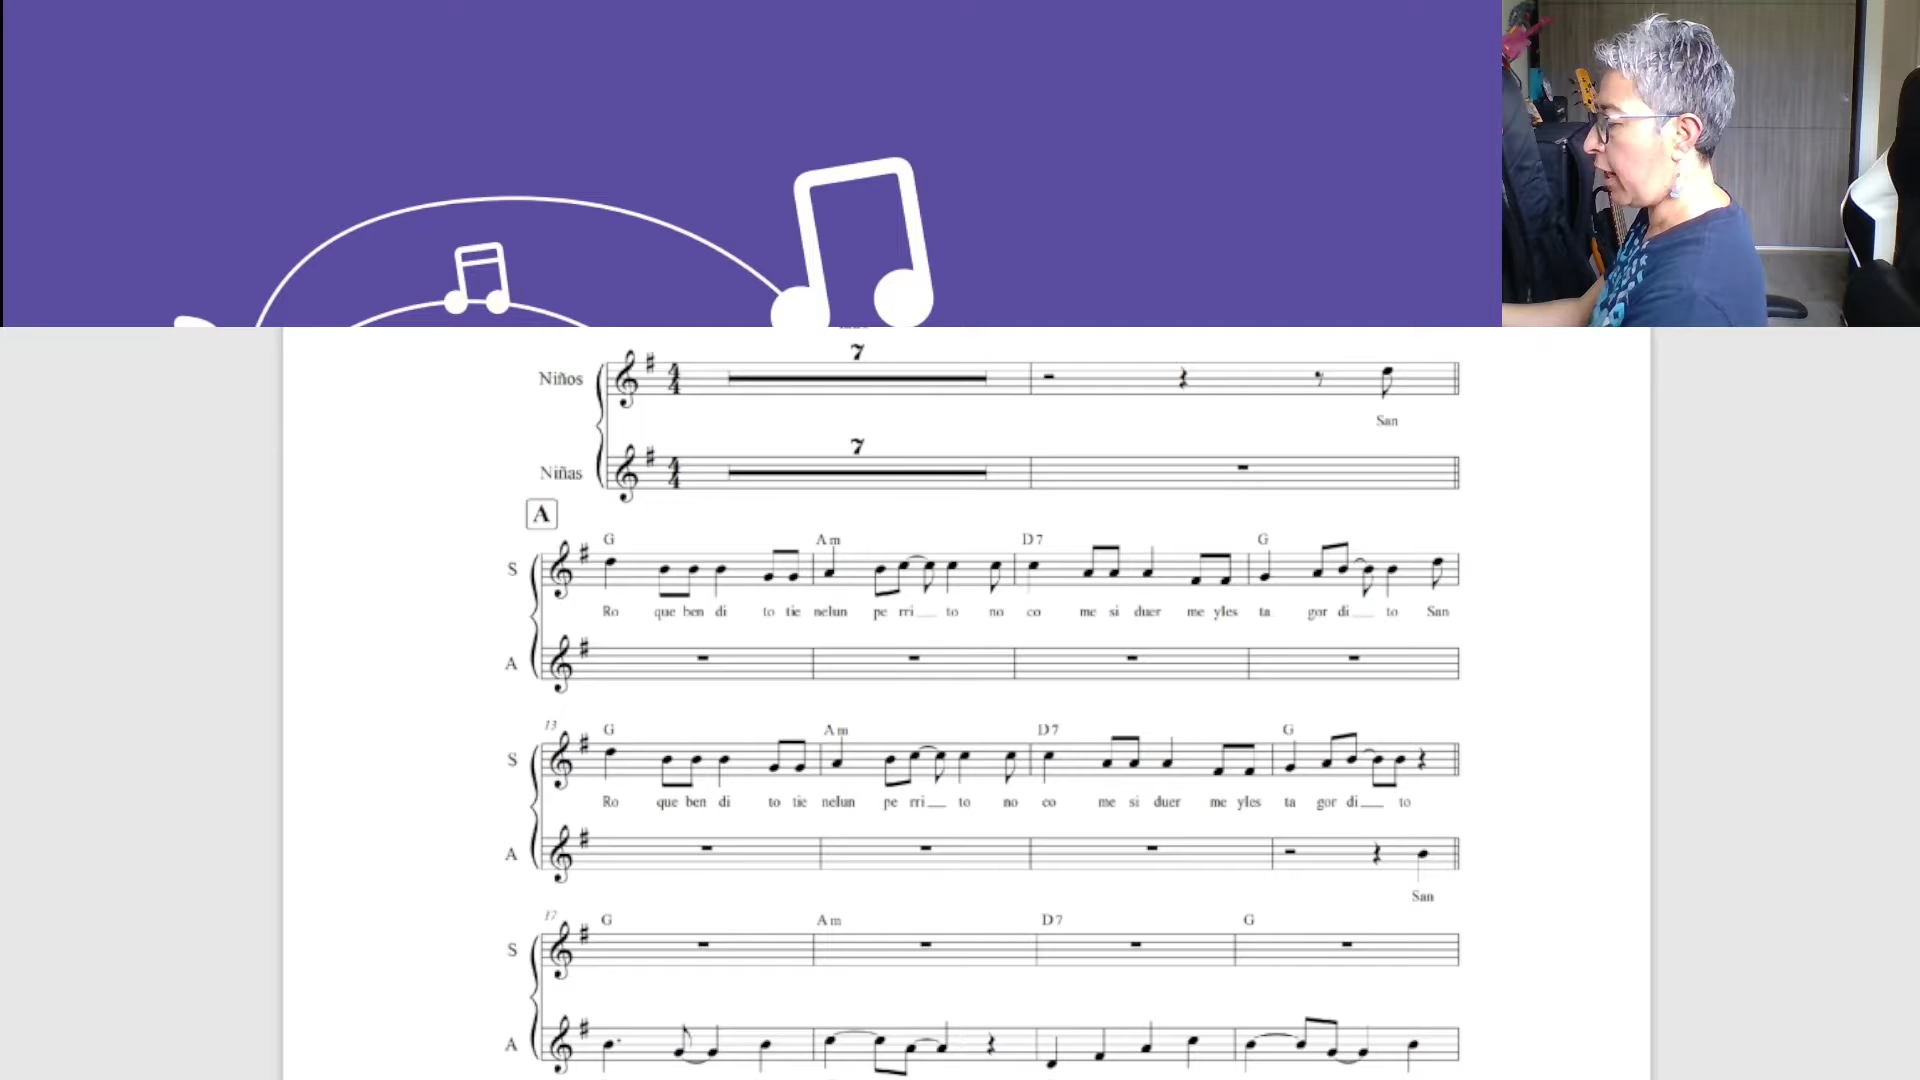 7
Niños
San
7
Niñas
A
G Am D7 G
S
Ro que ben di to tie nelun pe rri to no co me si duer me yles ta gor di to San
A
13 G Am D7 G
S
Ro que ben di to tie nelun pe rri to no co me si duer me yles ta gor di to
A
San
17 G Am D7 G
S
A